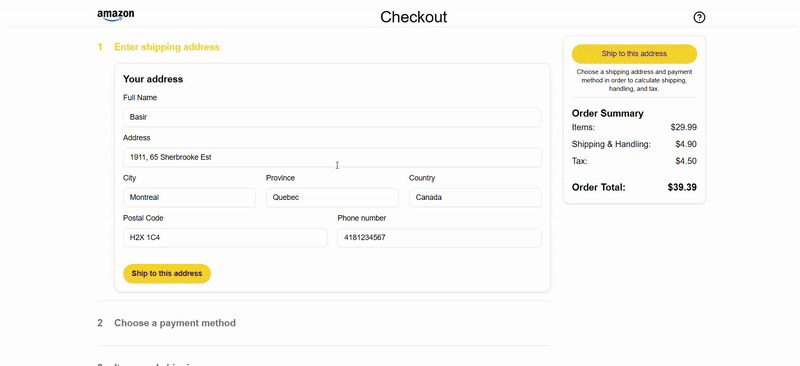 amazon
Checkout
1 Enter shipping address
Your address
Full Name
Basir
Address
1911, 65 Sherbrooke Est
City Province Country
Montreal Quebec Canada
Postal Code Phone number
H2X 1C4 4181234567
Ship to this address
2 Choose a payment method
Ship to this address
Choose a shipping address and payment
method in order to calculate shipping,
handling, and tax.
Order Summary
Items: $29.99
Shipping & Handling: $4.90
Tax: $4.50
Order Total: $39.39